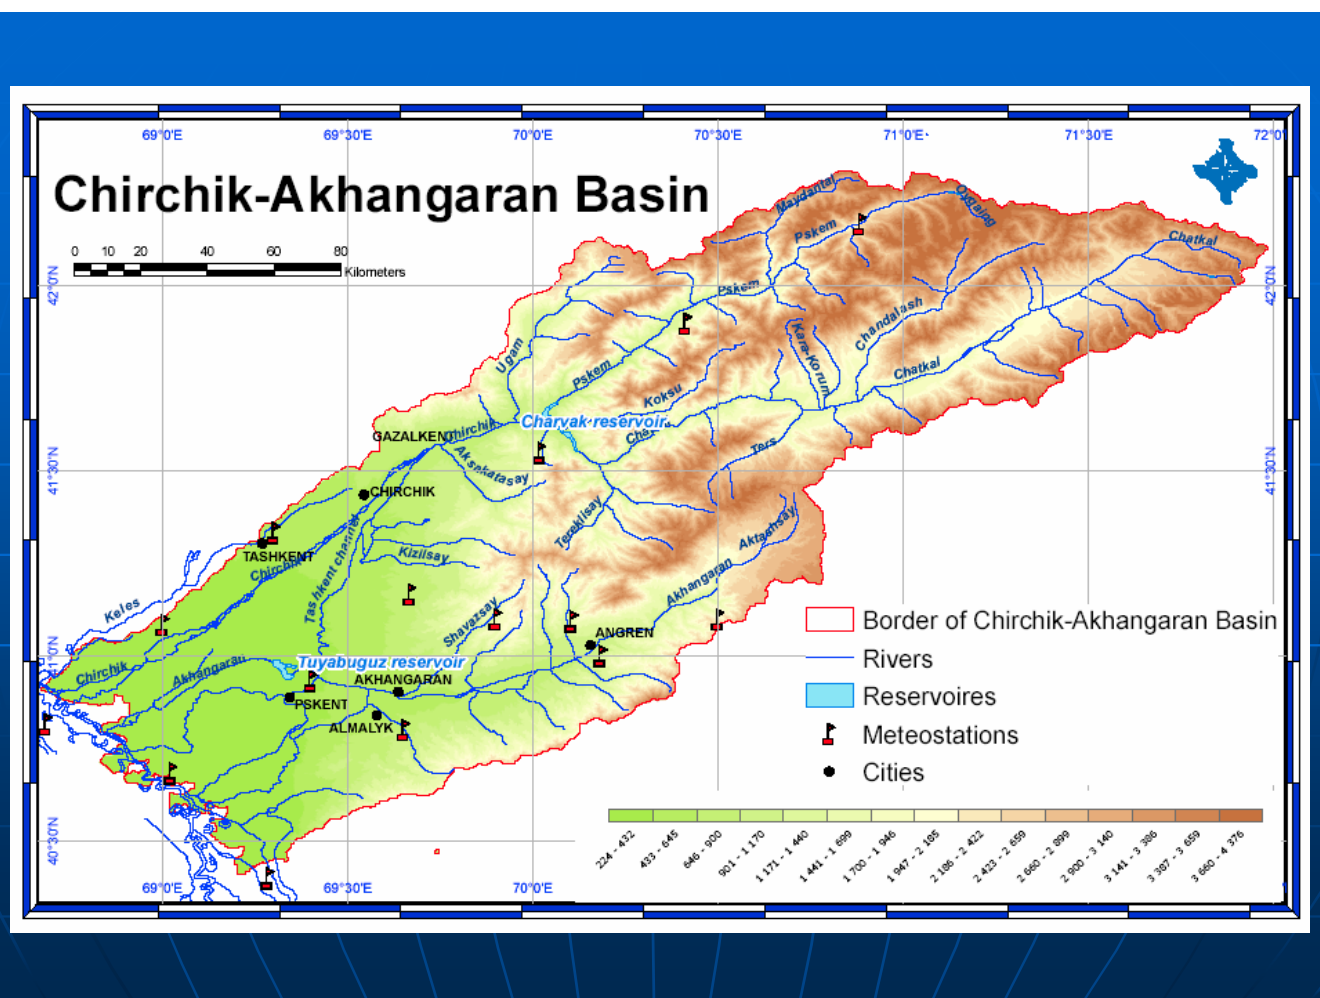 69°0'E 69°30'E 70°0'E 70°30'E 71°0'E 71°30'E 72°0'
Chirchik-Akhangaran Basin
0 10 20 40 60 80
Kilometers
42°0'N
42°0'N
41°30'N
41°30'N
41°0'N
40°30'N
Maydantal
Oygaing
Pskem
Chatkal
Pskem
Chandalash
Kara-Korum
Ugam
Pskem
Chatkal
Koksu
Charvak reservoir
Chirchik
GAZALKENT
Ters
Aksakatasay
CHIRCHIK
Tereklisay
Aktashsay
TASHKENT
Tashkent channel
Kizilsay
Chirchik
Akhangaran
Keles
Shavazsay
ANGREN
Chirchik
Akhangaran
Tuyabuguz reservoir
AKHANGARAN
PSKENT
ALMALYK
Border of Chirchik-Akhangaran Basin
Rivers
Reservoires
Meteostations
Cities
224 - 432
433 - 645
646 - 900
901 - 1 170
1 171 - 1 440
1 441 - 1 699
1 700 - 1 946
1 947 - 2 185
2 186 - 2 422
2 423 - 2 659
2 660 - 2 899
2 900 - 3 140
3 141 - 3 386
3 387 - 3 659
3 660 - 4 376
69°0'E 69°30'E 70°0'E